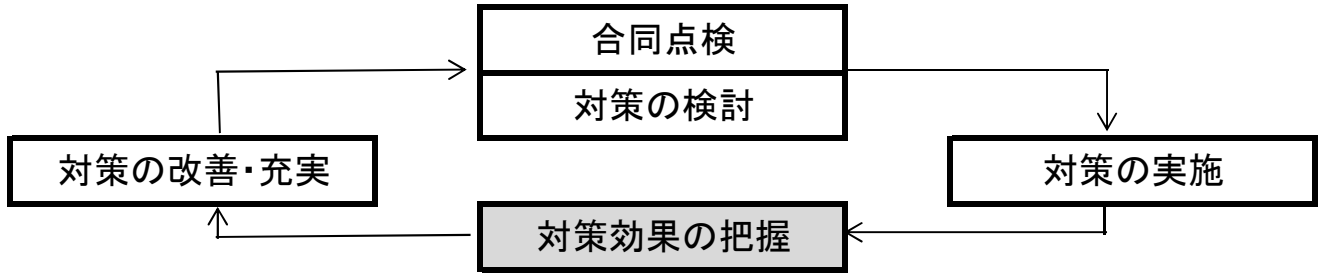 合同点検
対策の検討
対策の改善・充実
対策の実施
対策効果の把握